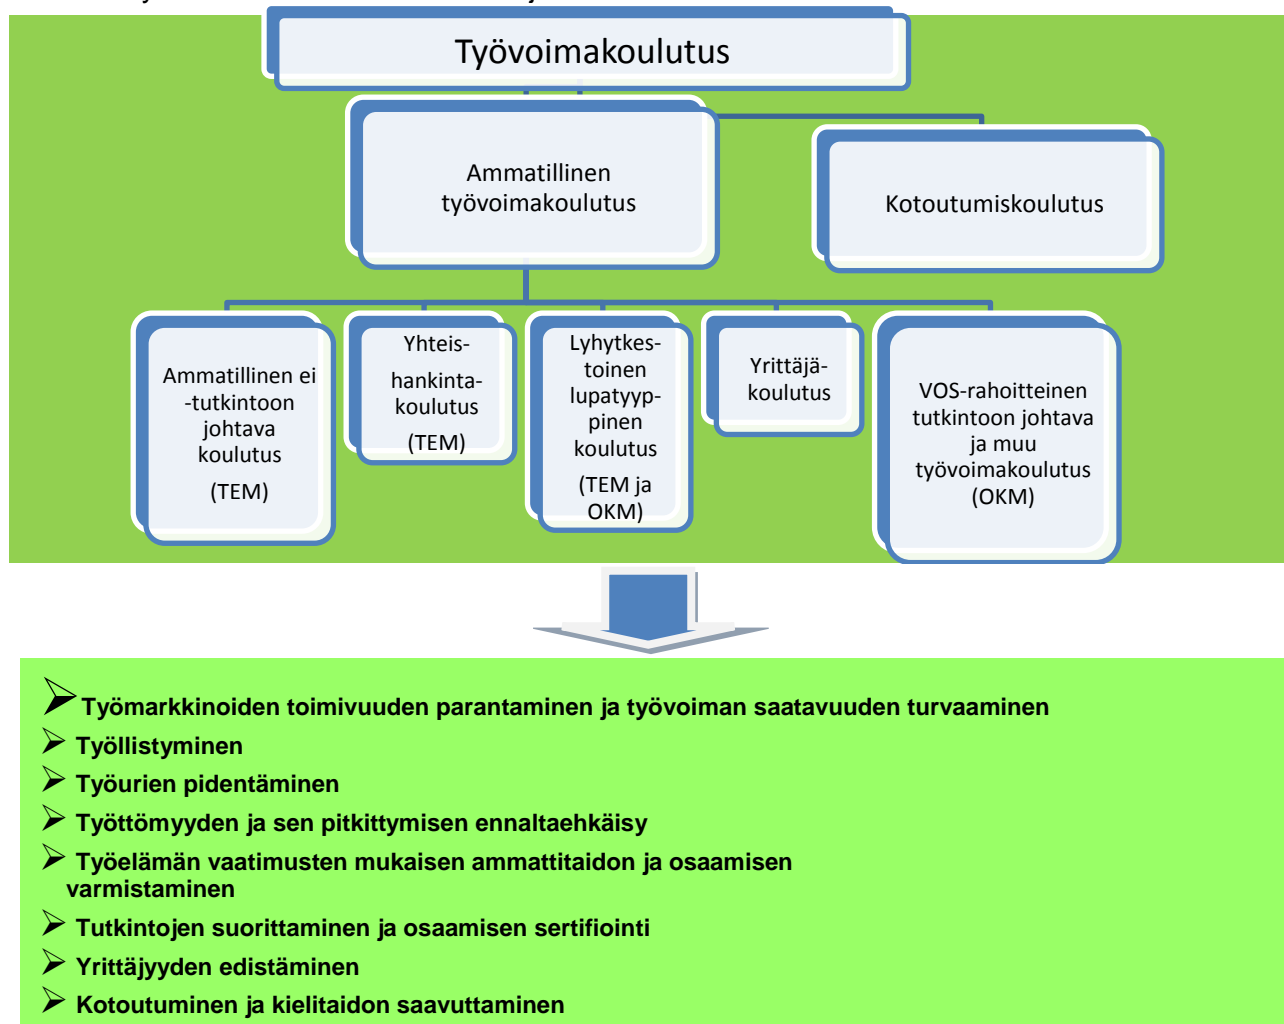 Työvoimakoulutus
Ammatillinen
työvoimakoulutus
Kotoutumiskoulutus
Ammatillinen ei
-tutkintoon
johtava
koulutus
(TEM)
Yhteis-
hankinta-
koulutus
(TEM)
Lyhytkes-
toinen
lupatyyp-
pinen
koulutus
(TEM ja
OKM)
Yrittäjä-
koulutus
VOS-rahoitteinen
tutkintoon johtava
ja muu
työvoimakoulutus
(OKM)
Työmarkkinoiden toimivuuden parantaminen ja työvoiman saatavuuden turvaaminen
Työllistyminen
Työurien pidentäminen
Työttömyyden ja sen pitkittymisen ennaltaehkäisy
Työelämän vaatimusten mukaisen ammattitaidon ja osaamisen
varmistaminen
Tutkintojen suorittaminen ja osaamisen sertifiointi
Yrittäjyyden edistäminen
Kotoutuminen ja kielitaidon saavuttaminen